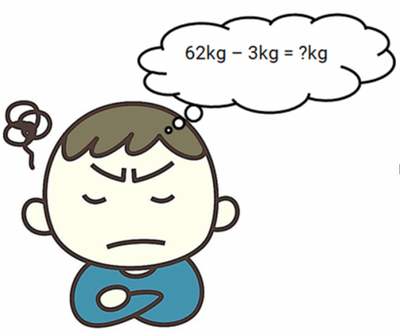 62kg – 3kg = ?kg